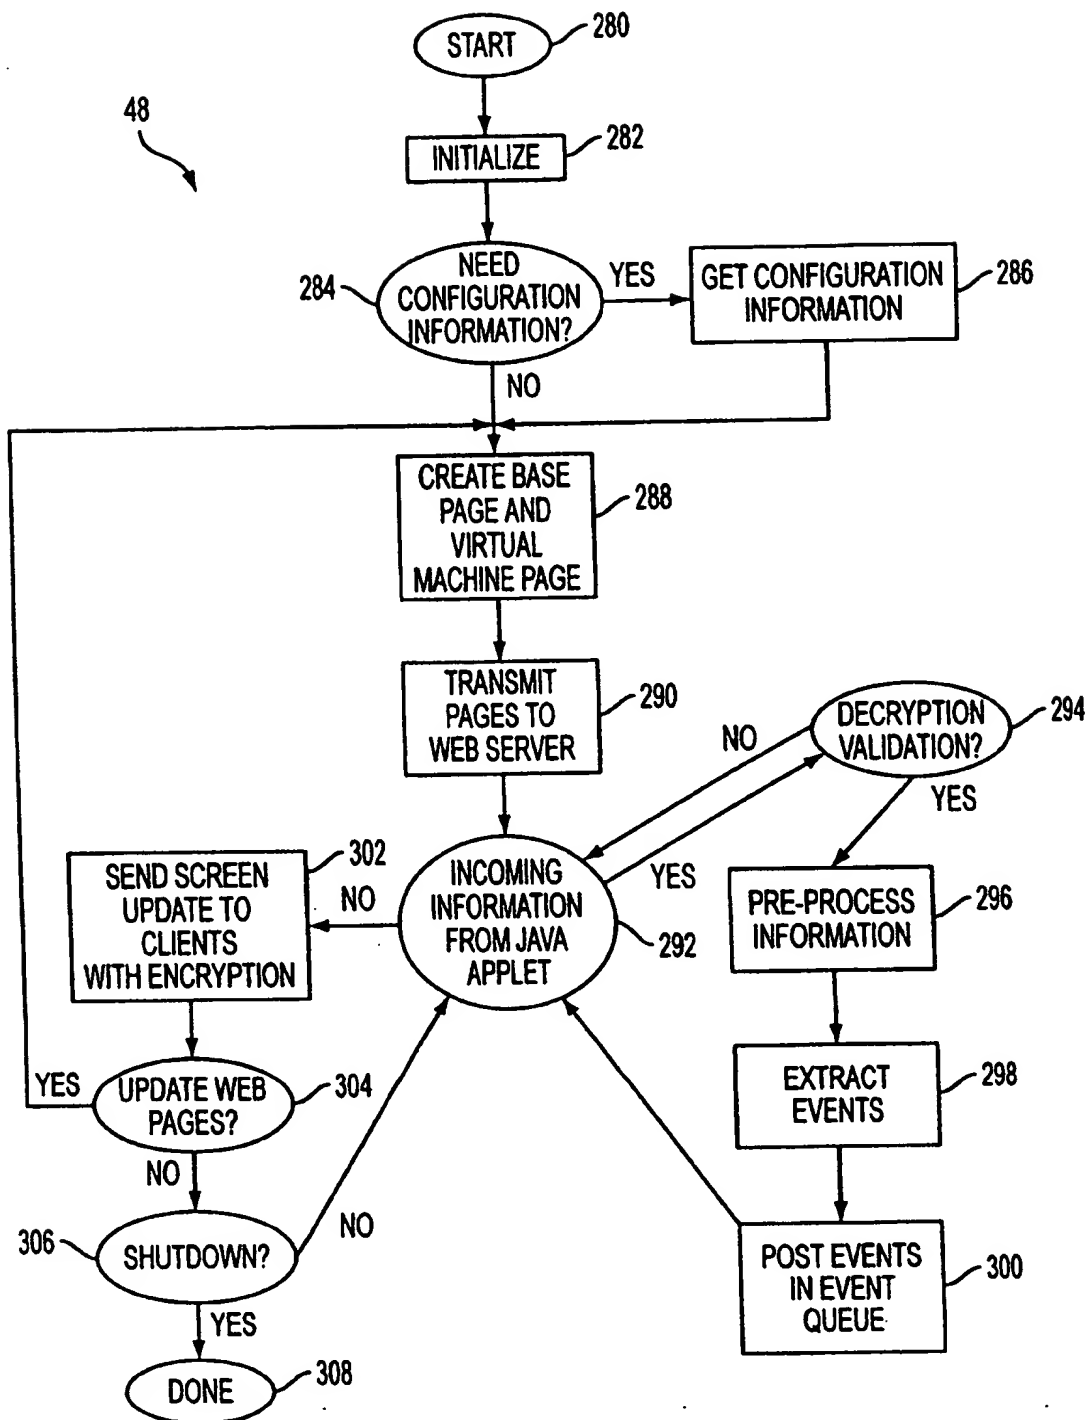 START
280
48
INITIALIZE
282
284
NEED
CONFIGURATION
INFORMATION?
YES
GET CONFIGURATION
INFORMATION
286
NO
CREATE BASE
PAGE AND
VIRTUAL
MACHINE PAGE
288
TRANSMIT
PAGES TO
WEB SERVER
290
DECRYPTION
VALIDATION?
294
NO
YES
YES
INCOMING
INFORMATION
FROM JAVA
APPLET
292
NO
SEND SCREEN
UPDATE TO
CLIENTS
WITH ENCRYPTION
302
PRE-PROCESS
INFORMATION
296
EXTRACT
EVENTS
298
YES
UPDATE WEB
PAGES?
304
NO
306
SHUTDOWN?
NO
POST EVENTS
IN EVENT
QUEUE
300
YES
DONE
308